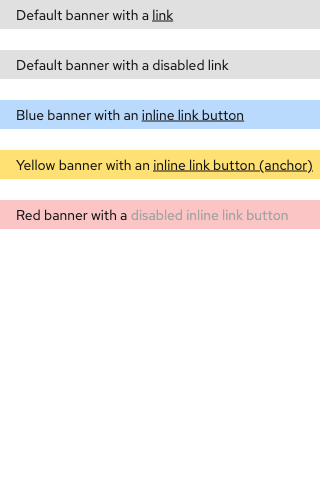 Default banner with a link
Default banner with a disabled link
Blue banner with an inline link button
Yellow banner with an inline link button (anchor)
Red banner with a disabled inline link button